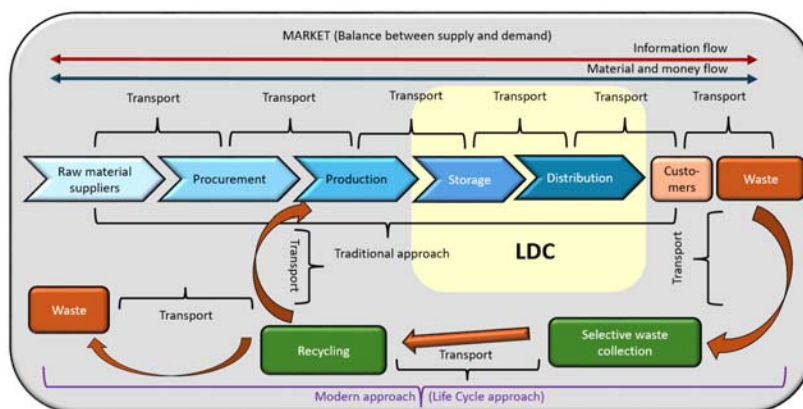 MARKET (Balance between supply and demand)
Information flow
Material and money flow
Transport
Transport
Transport
Transport
Transport
Transport
Raw material
suppliers
Procurement
Production
Storage
Distribution
Custo-
mers
Waste
Traditional approach
LDC
Transport
Transport
Waste
Transport
Recycling
Transport
Selective waste
collection
Modern approach (Life Cycle approach)